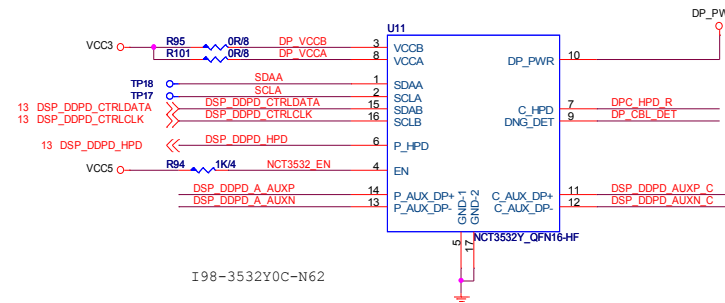 DP_PW
U11
VCC3 R95 0R/8 DP_VCCB 3 VCCB
R101 0R/8 DP_VCCA 8 VCCA DP_PWR 10
TP18 SDAA 1 SDAA
TP17 SCLA 2 SCLA
13 DSP_DDPD_CTRLDATA DSP_DDPD_CTRLDATA 15 SDAB C_HPD 7 DPC_HPD_R
13 DSP_DDPD_CTRLCLK DSP_DDPD_CTRLCLK 16 SCLB DNG_DET 9 DP_CBL_DET
13 DSP_DDPD_HPD DSP_DDPD_HPD 6 P_HPD
VCC5 R94 1K/4 NCT3532_EN 4 EN
DSP_DDPD_A_AUXP 14 P_AUX_DP+ C_AUX_DP+ 11 DSP_DDPD_AUXP_C
DSP_DDPD_A_AUXN 13 P_AUX_DP- C_AUX_DP- 12 DSP_DDPD_AUXN_C
GND-1 GND-2
5 17 NCT3532Y_QFN16-HF
I98-3532Y0C-N62